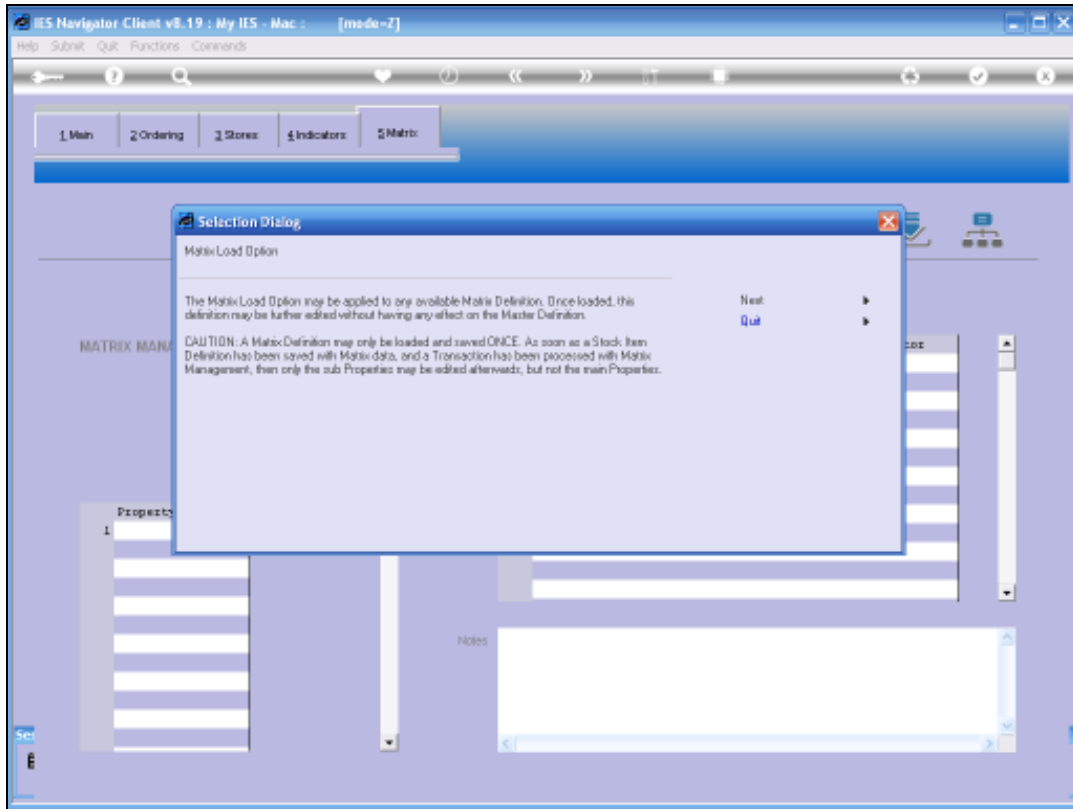 IES Navigator Client v8.19 : My IES - Mac : [mode=Z]
Help Submit Quit Functions Commands
1 Main 2 Ordering 3 Stores 4 Indicators 5 Matrix
Selection Dialog
Matrix Load Option
The Matrix Load Option may be applied to any available Matrix Definition. Once loaded, this
definition may be further edited without having any effect on the Master Definition.
CAUTION: A Matrix Definition may only be loaded and saved ONCE. As soon as a Stock Item
Definition has been saved with Matrix data, and a Transaction has been processed with Matrix
Management, then only the sub Properties may be edited afterwards, but not the main Properties.
Next
Quit
MATRIX MANA
Property
1
Notes